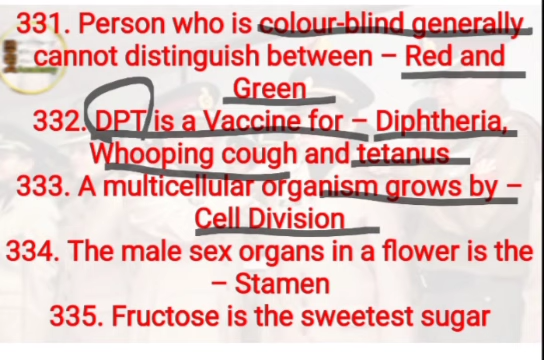 331. Person who is colour-blind generally
cannot distinguish between – Red and
Green
332. DPT is a Vaccine for – Diphtheria,
Whooping cough and tetanus
333. A multicellular organism grows by –
Cell Division
334. The male sex organs in a flower is the
– Stamen
335. Fructose is the sweetest sugar